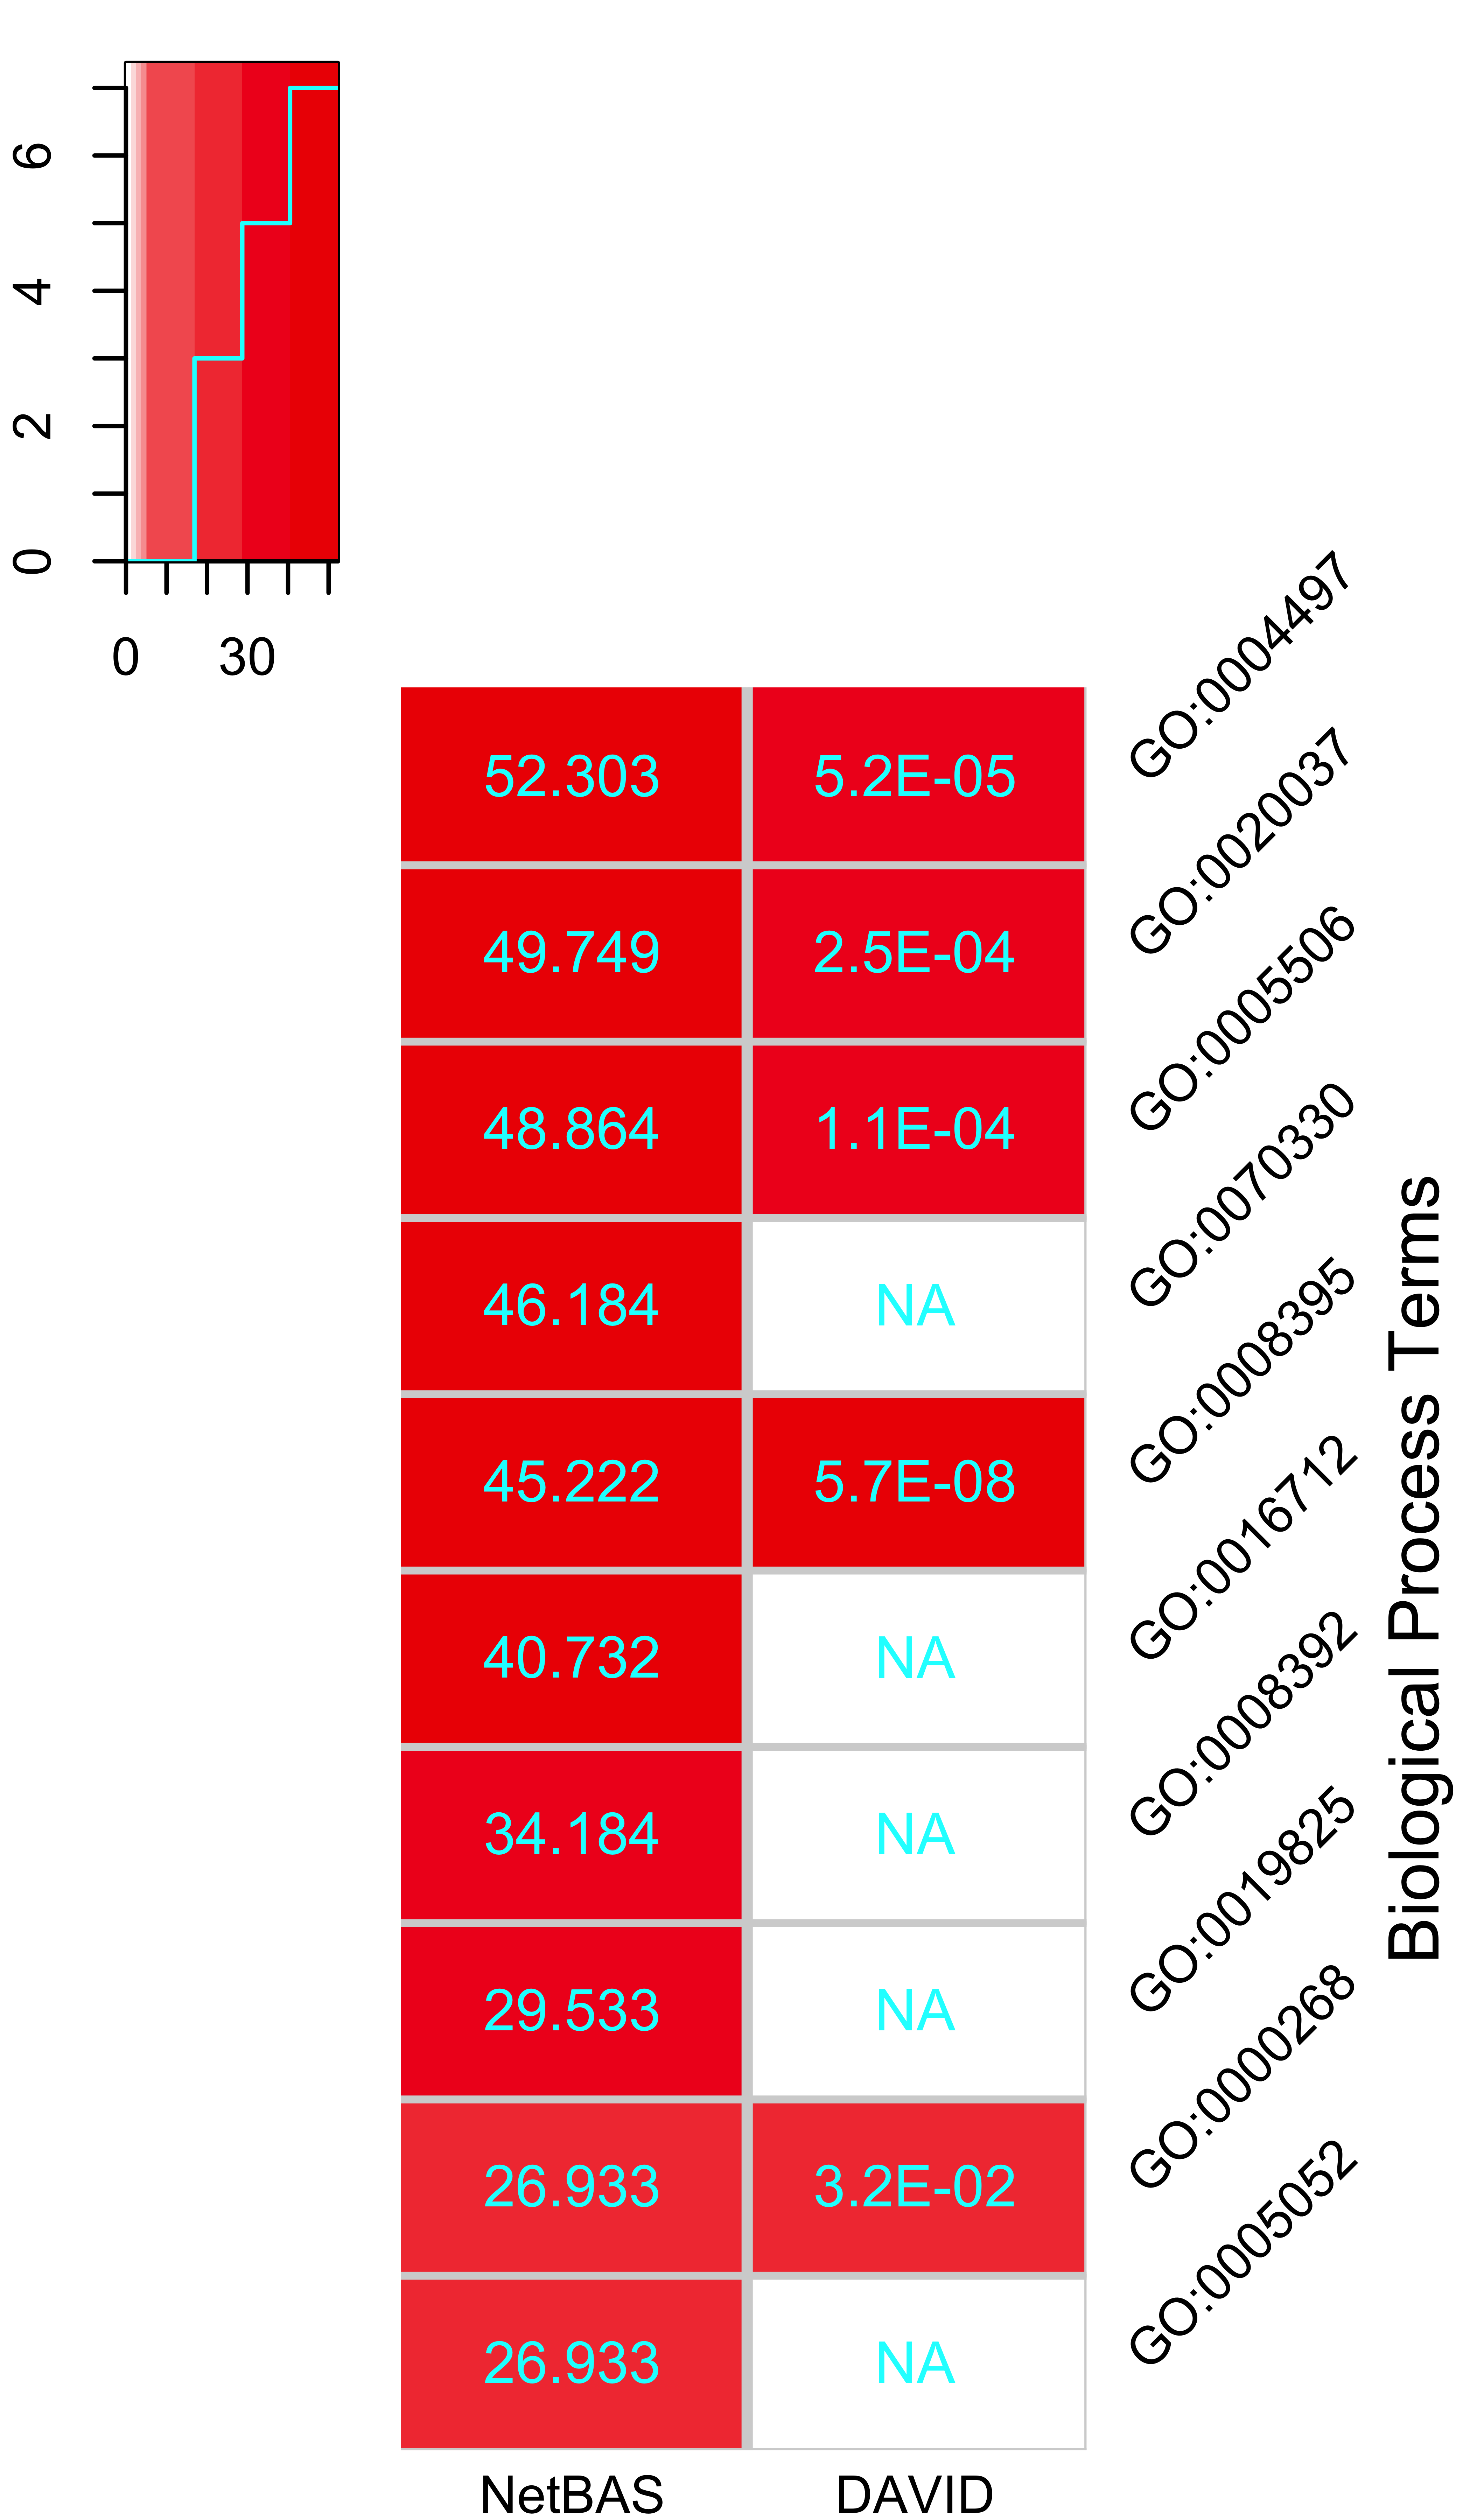 6
4
2
0
0 30
GO:0004497
52.303 5.2E-05
GO:0020037
49.749 2.5E-04
GO:0005506
48.864 1.1E-04
GO:0070330
46.184 NA
GO:0008395
45.222 5.7E-08
GO:0016712
40.732 NA
GO:0008392
34.184 NA
GO:0019825
29.533 NA
GO:0000268
26.933 3.2E-02
GO:0005052
26.933 NA
NetBAS DAVID
Biological Process Terms